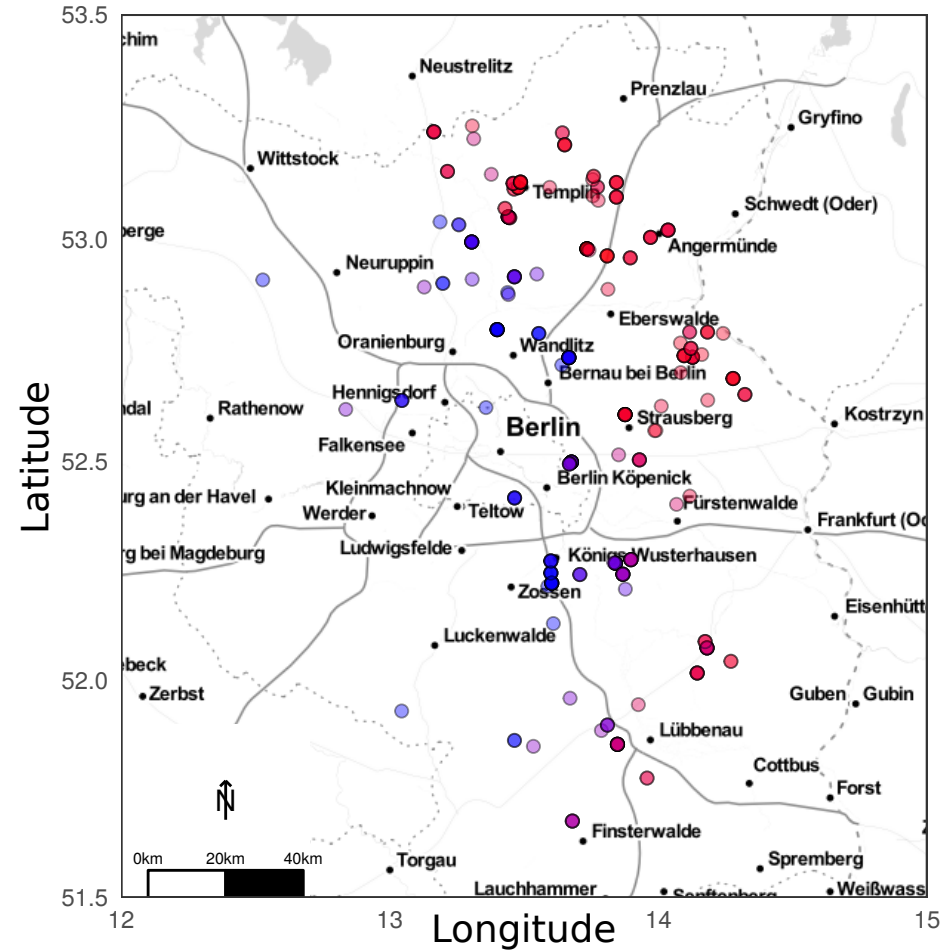 53.5
chim
Neustrelitz
Prenzlau
Gryfino
Wittstock
Templin
Schwedt (Oder)
53.0
berge
Angermünde
Neuruppin
Eberswalde
Oranienburg
Wandlitz
Bernau bei Berlin
Hennigsdorf
ndal
Rathenow
Strausberg
Kostrzyn
Berlin
Falkensee
52.5
Berlin Köpenick
Kleinmachnow
urg an der Havel
Fürstenwalde
Werder
Teltow
Frankfurt (Oc
Ludwigsfelde
rg bei Magdeburg
Königs Wusterhausen
Zossen
Eisenhütt
Luckenwalde
ebeck
52.0
Zerbst
Guben
Gubin
Lübbenau
Cottbus
Forst
N
Finsterwalde
0km
20km
40km
Torgau
Spremberg
Lauchhammer
Senftenberg
Weißwass
51.5
12
13
14
15
Longitude
Latitude